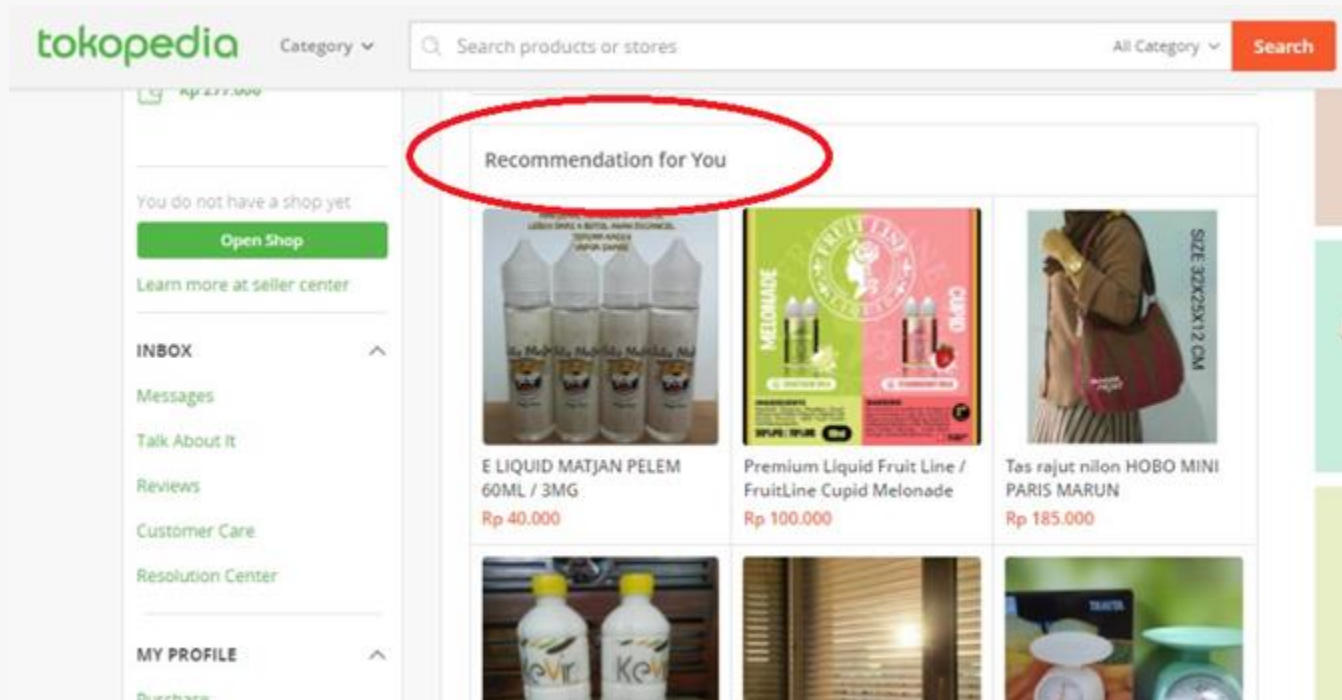 tokopedia
Category
Search products or stores
All Category
Search
Recommendation for You
You do not have a shop yet
Open Shop
Learn more at seller center
INBOX
Messages
Talk About It
Reviews
Customer Care
Resolution Center
MY PROFILE
FRUIT LINE
MELONADE
CUPID
SIZE 32X25X12 CM
E LIQUID MATJAN PELEM
60ML / 3MG
Rp 40.000
Premium Liquid Fruit Line /
FruitLine Cupid Melonade
Rp 100.000
Tas rajut nilon HOBO MINI
PARIS MARUN
Rp 185.000
TANITA